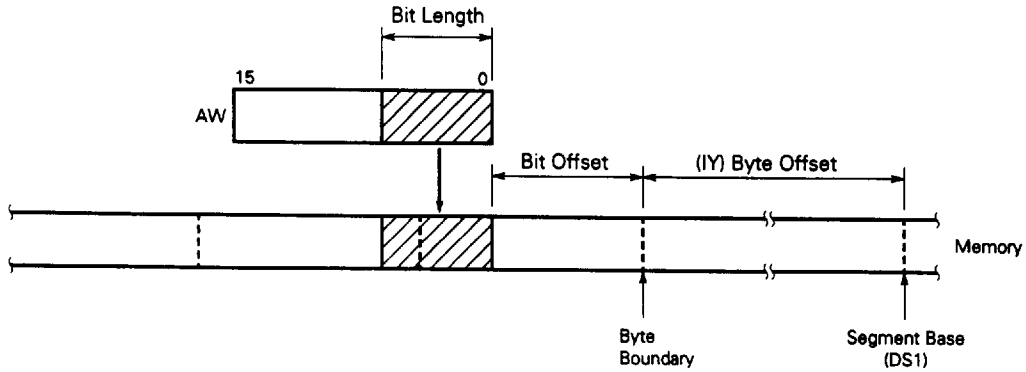 Bit Length
15
0
AW
Bit Offset
(IY) Byte Offset
Memory
Byte
Boundary
Segment Base
(DS1)